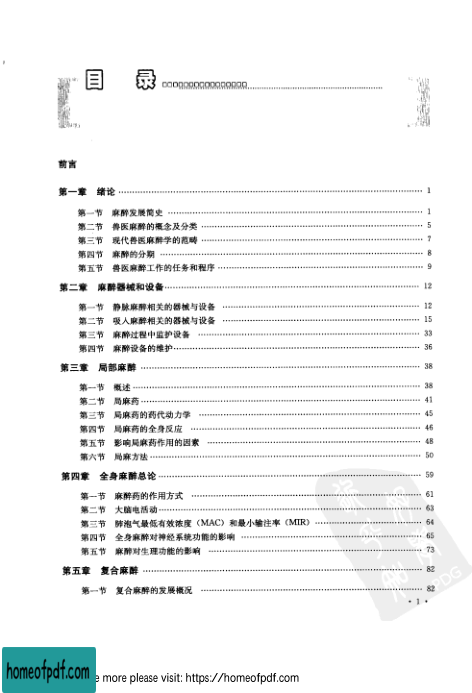 目 录
前言
第一章 绪论 1
第一节 麻醉发展简史 1
第二节 兽医麻醉的概念及分类 5
第三节 现代兽医麻醉学的范畴 7
第四节 麻醉的分期 8
第五节 兽医麻醉工作的任务和程序 9
第二章 麻醉器械和设备 12
第一节 静脉麻醉相关的器械与设备 12
第二节 吸入麻醉相关的器械与设备 15
第三节 麻醉过程中监护设备 33
第四节 麻醉设备的维护 36
第三章 局部麻醉 38
第一节 概述 38
第二节 局麻药 41
第三节 局麻药的药代动力学 45
第四节 局麻药的全身反应 46
第五节 影响局麻药作用的因素 48
第六节 局麻方法 50
第四章 全身麻醉总论 59
第一节 麻醉药的作用方式 61
第二节 大脑电活动 63
第三节 肺泡气最低有效浓度（MAC）和最小输注率（MIR） 64
第四节 全身麻醉对神经系统功能的影响 65
第五节 麻醉对生理功能的影响 73
第五章 复合麻醉 82
第一节 复合麻醉的发展概况 82
· 1 ·
homeofpdf.com
e more please visit: https://homeofpdf.com